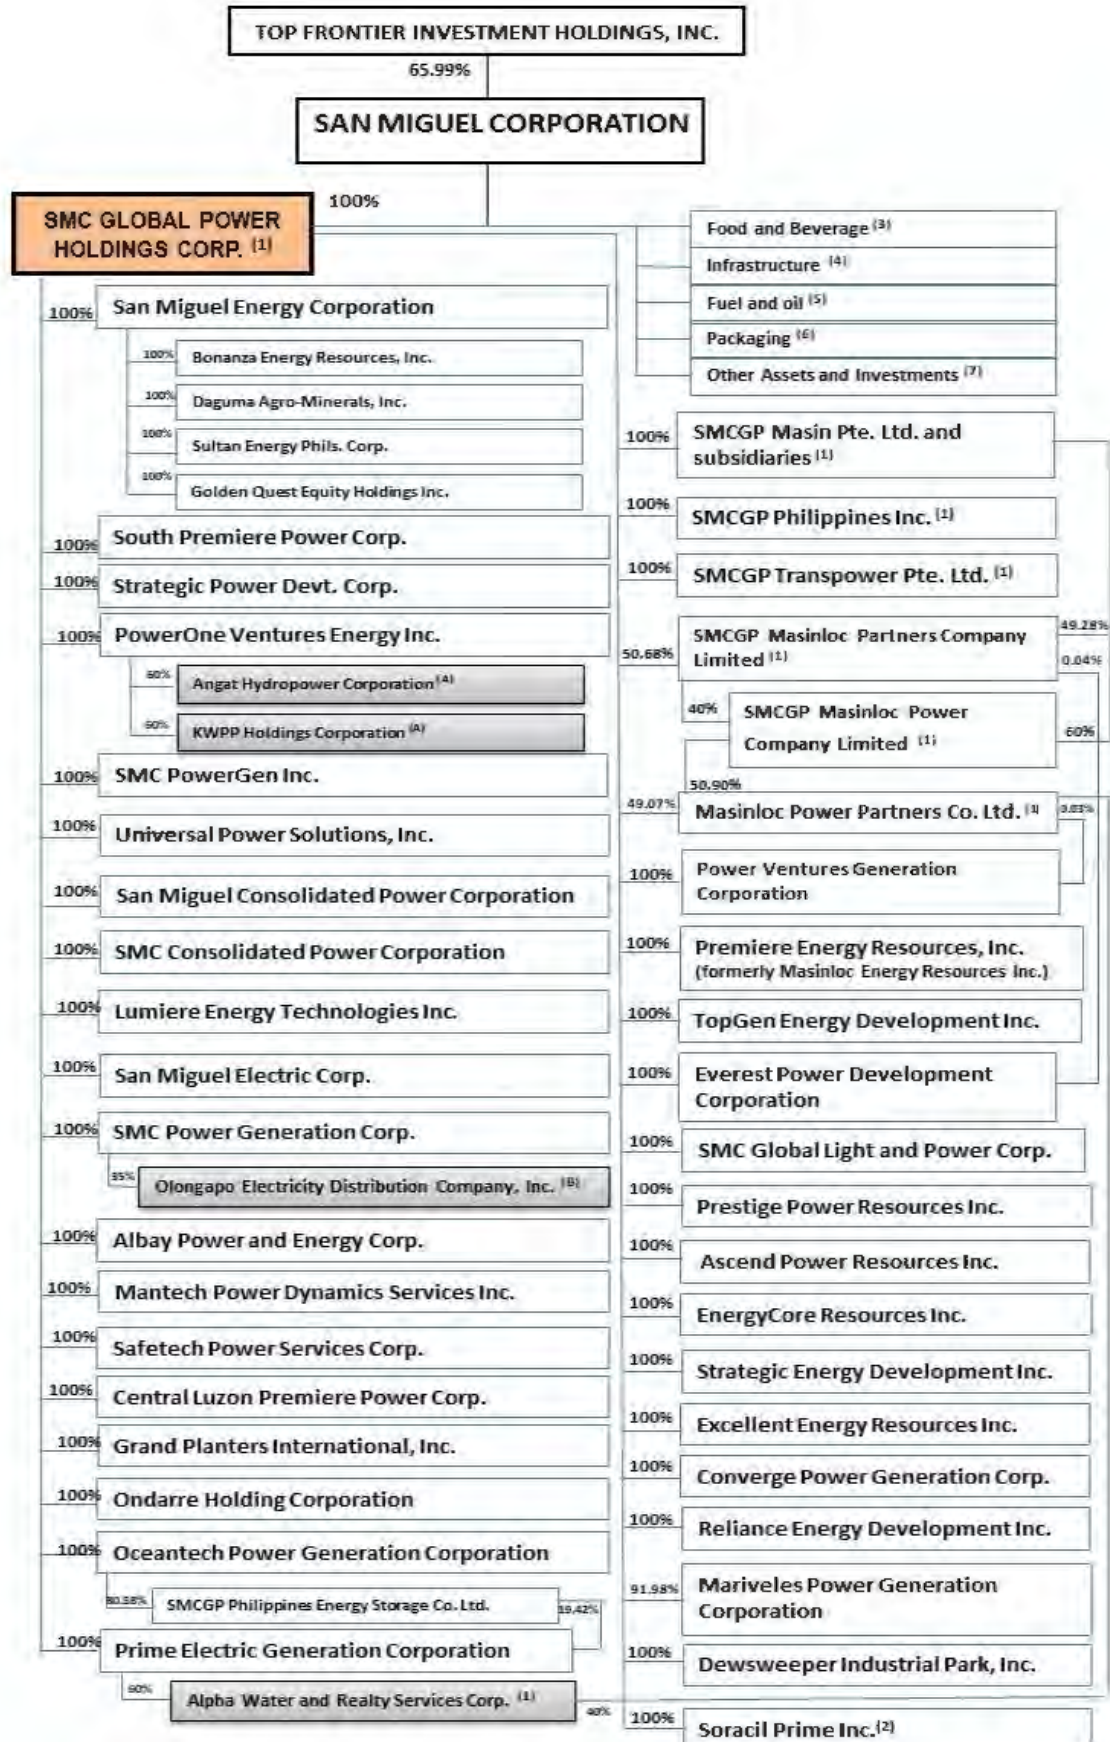 TOP FRONTIER INVESTMENT HOLDINGS, INC.
65.99%
SAN MIGUEL CORPORATION
100%
SMC GLOBAL POWER
HOLDINGS CORP. (1)
100%
San Miguel Energy Corporation
100%
Bonanza Energy Resources, Inc.
100%
Daguma Agro-Minerals, Inc.
100%
Sultan Energy Phils. Corp.
100%
Golden Quest Equity Holdings Inc.
100%
South Premiere Power Corp.
100%
Strategic Power Devt. Corp.
100%
PowerOne Ventures Energy Inc.
60%
Angat Hydropower Corporation (A)
60%
KWPP Holdings Corporation (A)
100%
SMC PowerGen Inc.
100%
Universal Power Solutions, Inc.
100%
San Miguel Consolidated Power Corporation
100%
SMC Consolidated Power Corporation
100%
Lumiere Energy Technologies Inc.
100%
San Miguel Electric Corp.
100%
SMC Power Generation Corp.
35%
Olongapo Electricity Distribution Company, Inc. (B)
100%
Albay Power and Energy Corp.
100%
Mantech Power Dynamics Services Inc.
100%
Safetech Power Services Corp.
100%
Central Luzon Premiere Power Corp.
100%
Grand Planters International, Inc.
100%
Ondarre Holding Corporation
100%
Oceantech Power Generation Corporation
80.58%
SMCGP Philippines Energy Storage Co. Ltd.
19.42%
100%
Prime Electric Generation Corporation
60%
Alpha Water and Realty Services Corp. (1)
40%
Food and Beverage (3)
Infrastructure (4)
Fuel and oil (5)
Packaging (6)
Other Assets and Investments (7)
100%
SMCGP Masin Pte. Ltd. and
subsidiaries (1)
100%
SMCGP Philippines Inc. (1)
100%
SMCGP Transpower Pte. Ltd. (1)
50.68%
SMCGP Masinloc Partners Company
Limited (1)
49.28%
0.04%
40%
SMCGP Masinloc Power
Company Limited (1)
60%
50.90%
49.07%
Masinloc Power Partners Co. Ltd. (1)
0.03%
100%
Power Ventures Generation
Corporation
100%
Premiere Energy Resources, Inc.
(formerly Masinloc Energy Resources Inc.)
100%
TopGen Energy Development Inc.
100%
Everest Power Development
Corporation
100%
SMC Global Light and Power Corp.
100%
Prestige Power Resources Inc.
100%
Ascend Power Resources Inc.
100%
EnergyCore Resources Inc.
100%
Strategic Energy Development Inc.
100%
Excellent Energy Resources Inc.
100%
Converge Power Generation Corp.
100%
Reliance Energy Development Inc.
91.98%
Mariveles Power Generation
Corporation
100%
Dewsweeper Industrial Park, Inc.
100%
Soracil Prime Inc.(2)